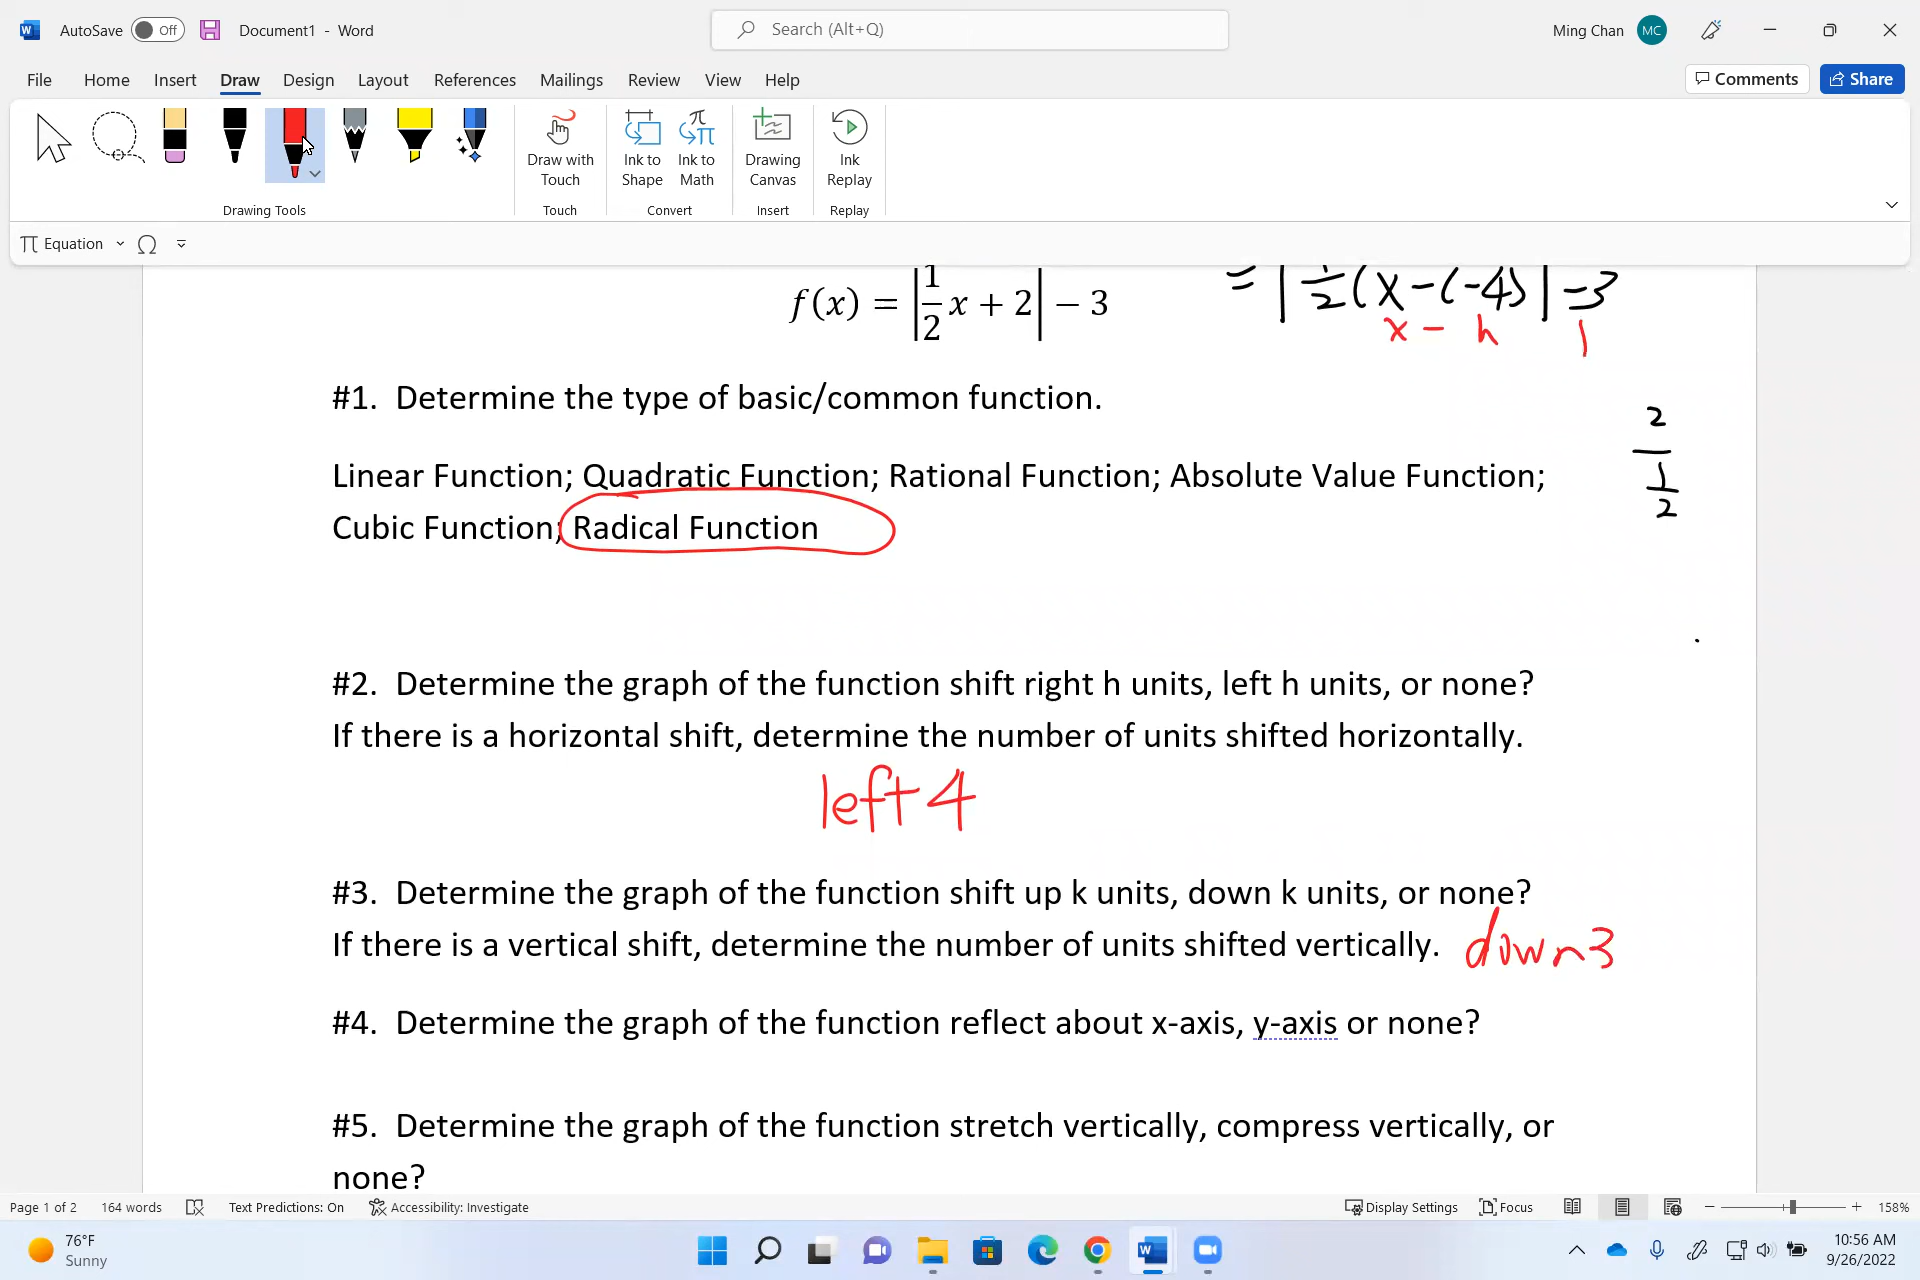 AutoSave Off Document1 - Word Search (Alt+Q) Ming Chan MC
File Home Insert Draw Design Layout References Mailings Review View Help Comments Share
Draw with Touch
Ink to Shape
Ink to Math
Drawing Canvas
Ink Replay
Drawing Tools Touch Convert Insert Replay
Equation
f(x) = |1/2 x + 2| − 3
= | 1/2 (x - (-4)) | - 3
x - h
#1. Determine the type of basic/common function.
2
Linear Function; Quadratic Function; Rational Function; Absolute Value Function;
1/2
Cubic Function; Radical Function
#2. Determine the graph of the function shift right h units, left h units, or none?
If there is a horizontal shift, determine the number of units shifted horizontally.
left 4
#3. Determine the graph of the function shift up k units, down k units, or none?
If there is a vertical shift, determine the number of units shifted vertically. down 3
#4. Determine the graph of the function reflect about x-axis, y-axis or none?
#5. Determine the graph of the function stretch vertically, compress vertically, or
none?
Page 1 of 2 164 words Text Predictions: On Accessibility: Investigate Display Settings Focus 158%
76°F
Sunny
10:56 AM
9/26/2022